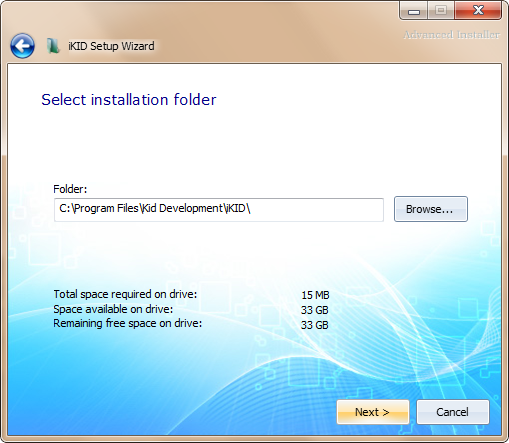 Advanced Installer
iKID Setup Wizard
Select installation folder
Folder:
C:\Program Files\Kid Development\iKID\
Browse...
Total space required on drive: 15 MB
Space available on drive: 33 GB
Remaining free space on drive: 33 GB
Next >
Cancel